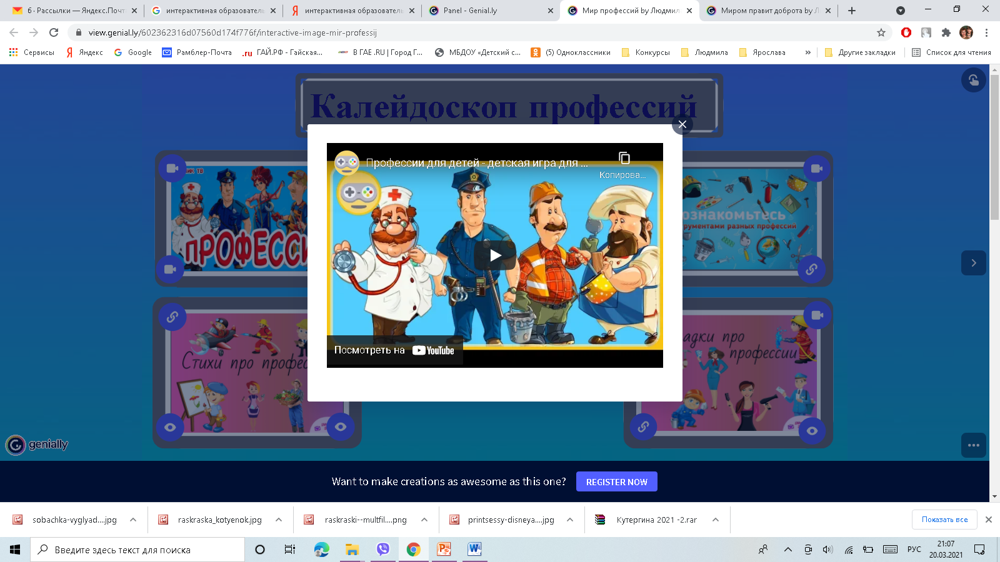 6 · Рассылки — Яндекс.Почт
интерактивная образователь
интерактивная образователь
Panel - Genial.ly
Мир профессий by Людмил
Миром правит доброта by Л
view.genial.ly/602362316d07560d174f776f/interactive-image-mir-professij
Сервисы
Яндекс
Google
Рамблер-Почта
ГАЙ.РФ - Гайская...
В ГАЕ .RU | Город Г...
МБДОУ «Детский с...
(5) Одноклассники
Конкурсы
Людмила
Ярослава
»
Другие закладки
Список для чтения
Калейдоскоп профессий
Профессии для детей - детская игра для ...
Копирова...
ПРОФЕССИ
ознакомьтесь
рументами разных профессий
Посмотреть на YouTube
Стихи про профес
адки про
профессии
genially
Want to make creations as awesome as this one? REGISTER NOW
sobachka-vyglyad....jpg
raskraska_kotyenok.jpg
raskraski--multfil....png
printsessy-disneya....jpg
Кутергина 2021 -2.rar
Показать все
Введите здесь текст для поиска
РУС
21:07
20.03.2021